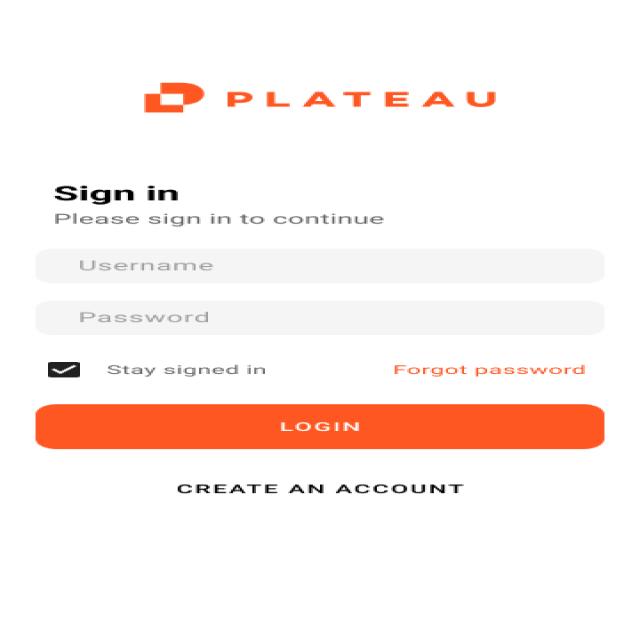 PLATEAU
Sign in
Please sign in to continue
Username
Password
Stay signed in
Forgot password
LOGIN
CREATE AN ACCOUNT